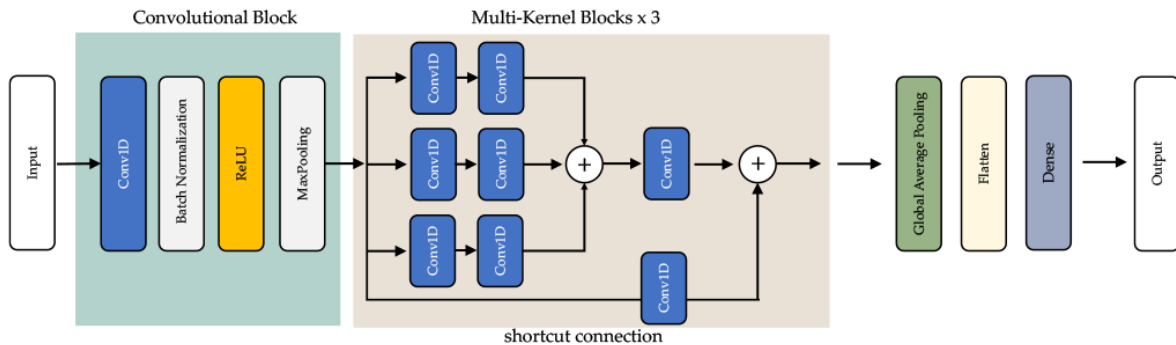 Convolutional Block
Multi-Kernel Blocks x 3
Input
Conv1D
Batch Normalization
ReLU
MaxPooling
Conv1D
Conv1D
Conv1D
Conv1D
Conv1D
Conv1D
+
Conv1D
+
Conv1D
shortcut connection
Global Average Pooling
Flatten
Dense
Output